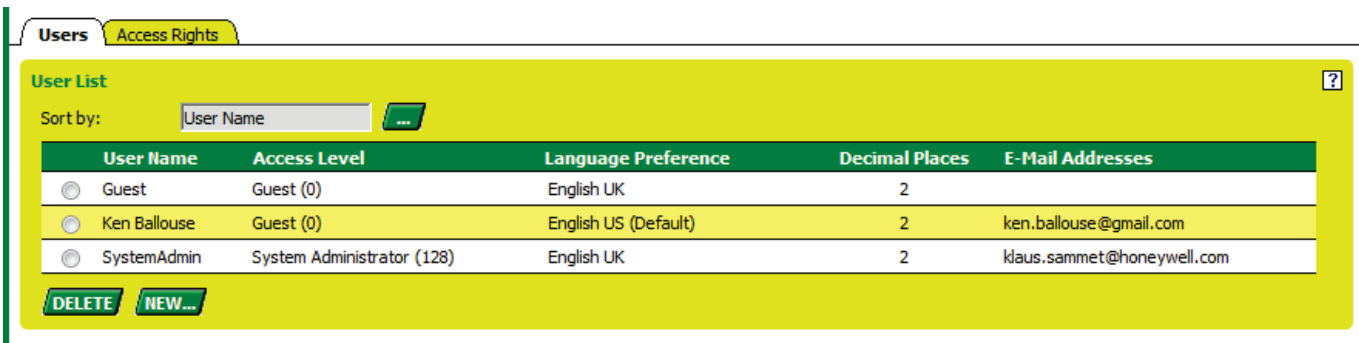 Users Access Rights
User List ?
Sort by: User Name ...
User Name Access Level Language Preference Decimal Places E-Mail Addresses
Guest Guest (0) English UK 2
Ken Ballouse Guest (0) English US (Default) 2 ken.ballouse@gmail.com
SystemAdmin System Administrator (128) English UK 2 klaus.sammet@honeywell.com
DELETE NEW...